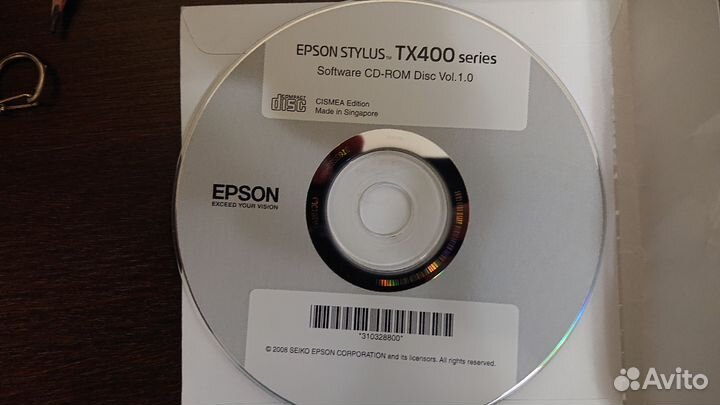 EPSON STYLUS™ TX400 series
Software CD-ROM Disc Vol.1.0
COMPACT
disc
CISMEA Edition
Made in Singapore
EPSON
EXCEED YOUR VISION
*310328800*
© 2008 SEIKO EPSON CORPORATION and its licensors. All rights reserved.
Avito